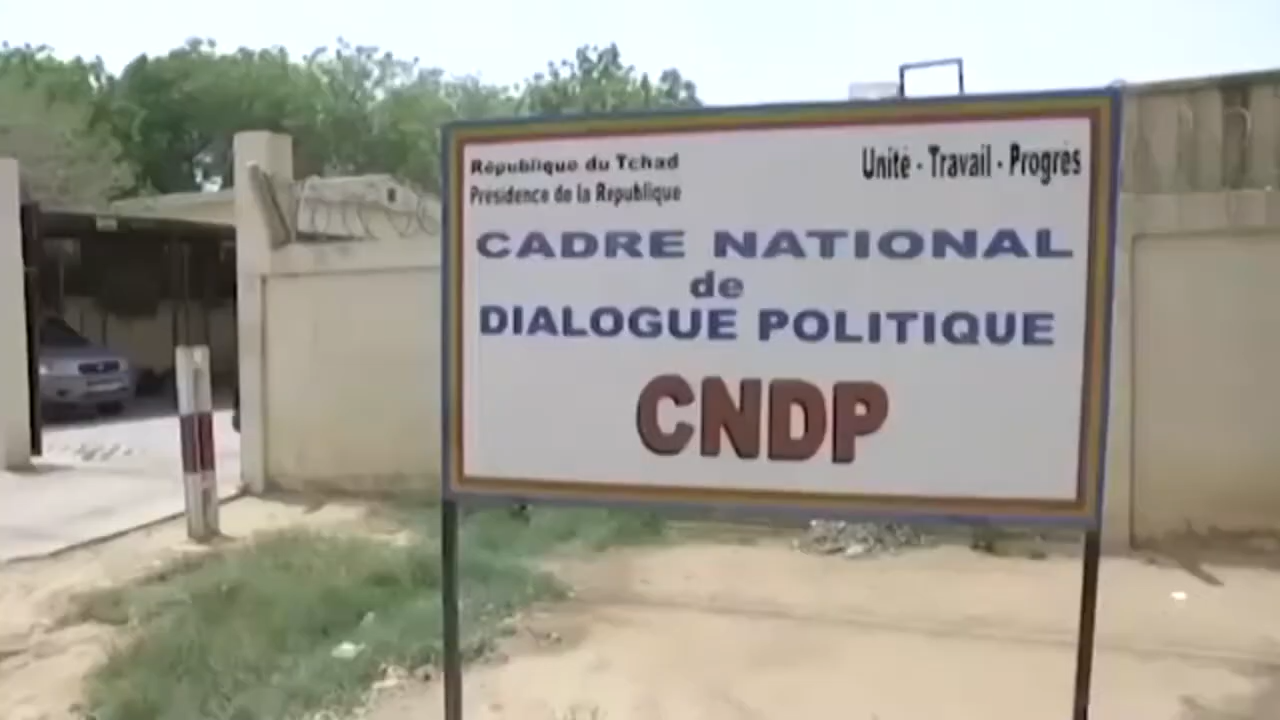 République du Tchad
Unité - Travail - Progrès
Présidence de la République
CADRE NATIONAL
de
DIALOGUE POLITIQUE
CNDP